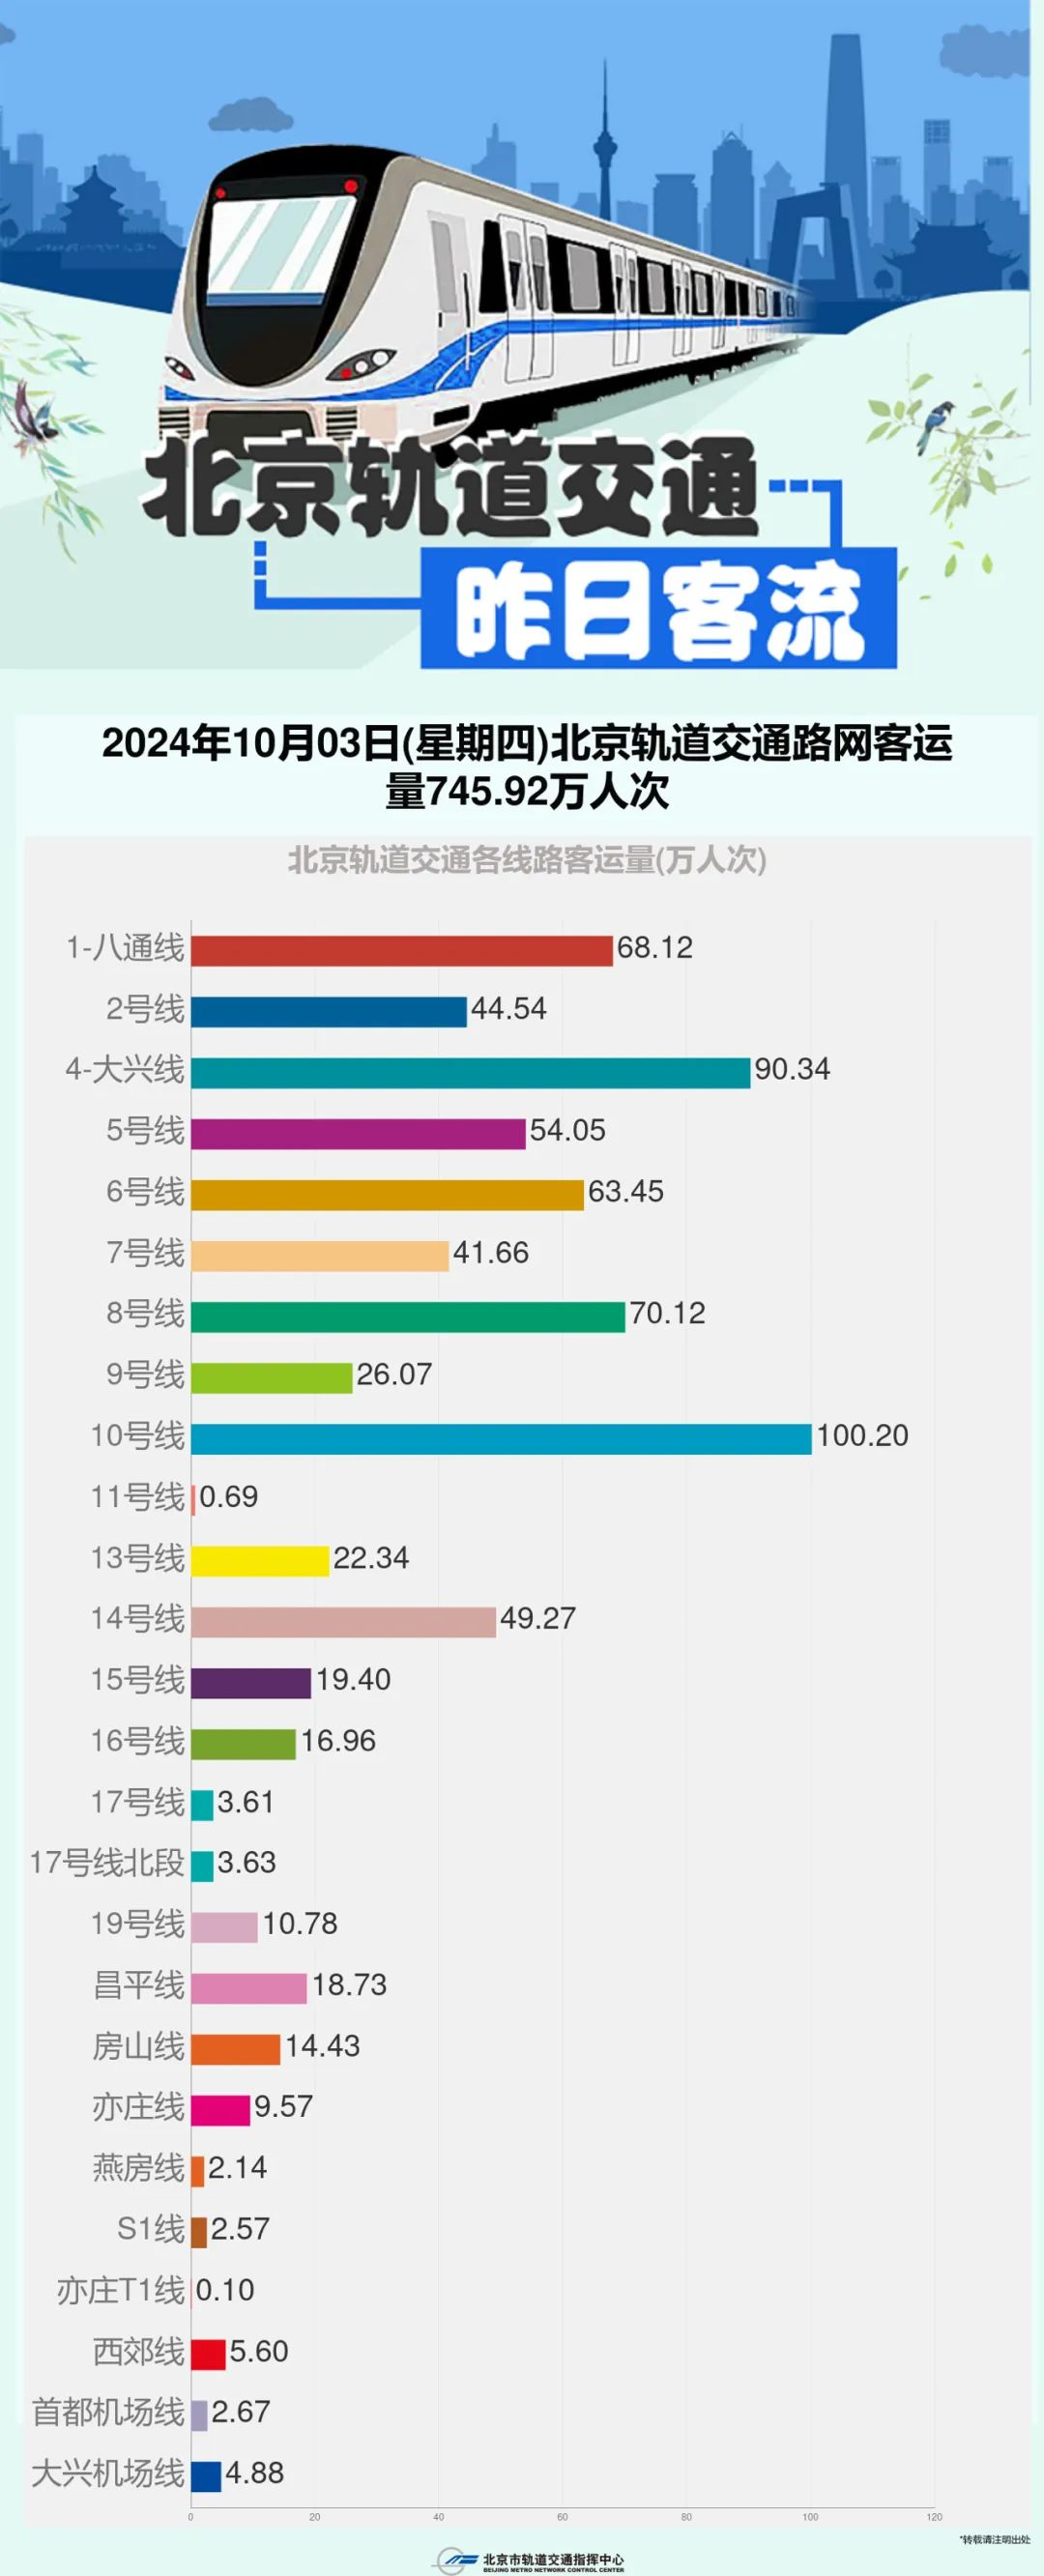 北京轨道交通
昨日客流
2024年10月03日(星期四)北京轨道交通路网客运
量745.92万人次
北京轨道交通各线路客运量(万人次)
1-八通线 68.12
2号线 44.54
4-大兴线 90.34
5号线 54.05
6号线 63.45
7号线 41.66
8号线 70.12
9号线 26.07
10号线 100.20
11号线 0.69
13号线 22.34
14号线 49.27
15号线 19.40
16号线 16.96
17号线 3.61
17号线北段 3.63
19号线 10.78
昌平线 18.73
房山线 14.43
亦庄线 9.57
燕房线 2.14
S1线 2.57
亦庄T1线 0.10
西郊线 5.60
首都机场线 2.67
大兴机场线 4.88
0 20 40 60 80 100 120
*转载请注明出处
北京市轨道交通指挥中心
BEIJING METRO NETWORK CONTROL CENTER